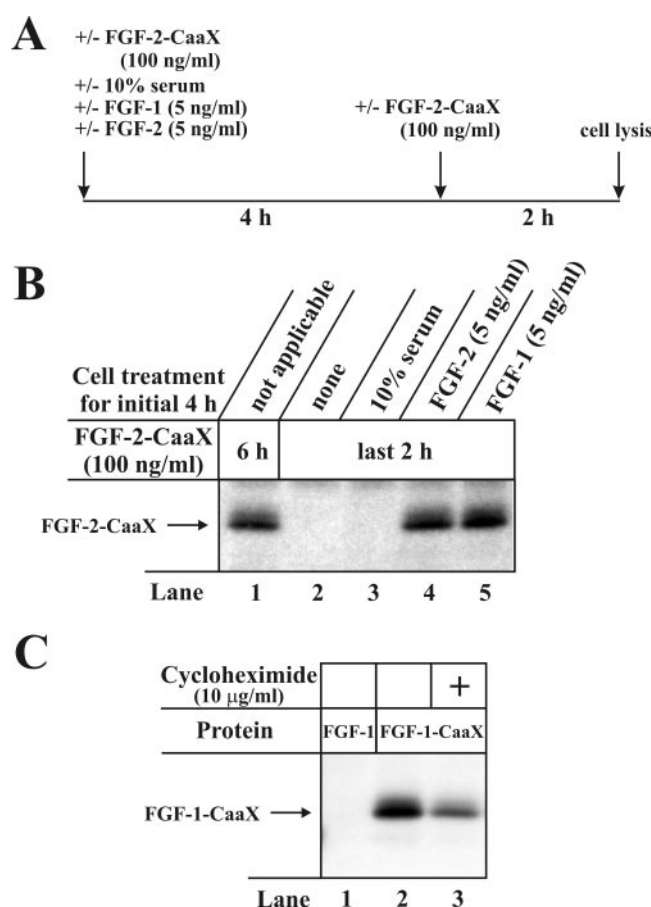 A
+/- FGF-2-CaaX
(100 ng/ml)
+/- 10% serum
+/- FGF-1 (5 ng/ml)
+/- FGF-2 (5 ng/ml)
+/- FGF-2-CaaX
(100 ng/ml)
cell lysis
4 h
2 h
B
Cell treatment
for initial 4 h
not applicable
none
10% serum
FGF-2 (5 ng/ml)
FGF-1 (5 ng/ml)
FGF-2-CaaX
(100 ng/ml)
6 h
last 2 h
FGF-2-CaaX
Lane 1 2 3 4 5
C
Cycloheximide
(10 μg/ml)
+
Protein FGF-1 FGF-1-CaaX
FGF-1-CaaX
Lane 1 2 3